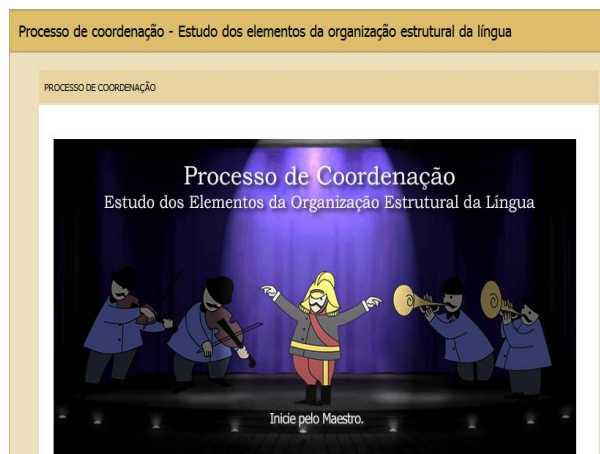 Processo de coordenação - Estudo dos elementos da organização estrutural da língua
PROCESSO DE COORDENAÇÃO
Processo de Coordenação
Estudo dos Elementos da Organização Estrutural da Língua
Inicie pelo Maestro.